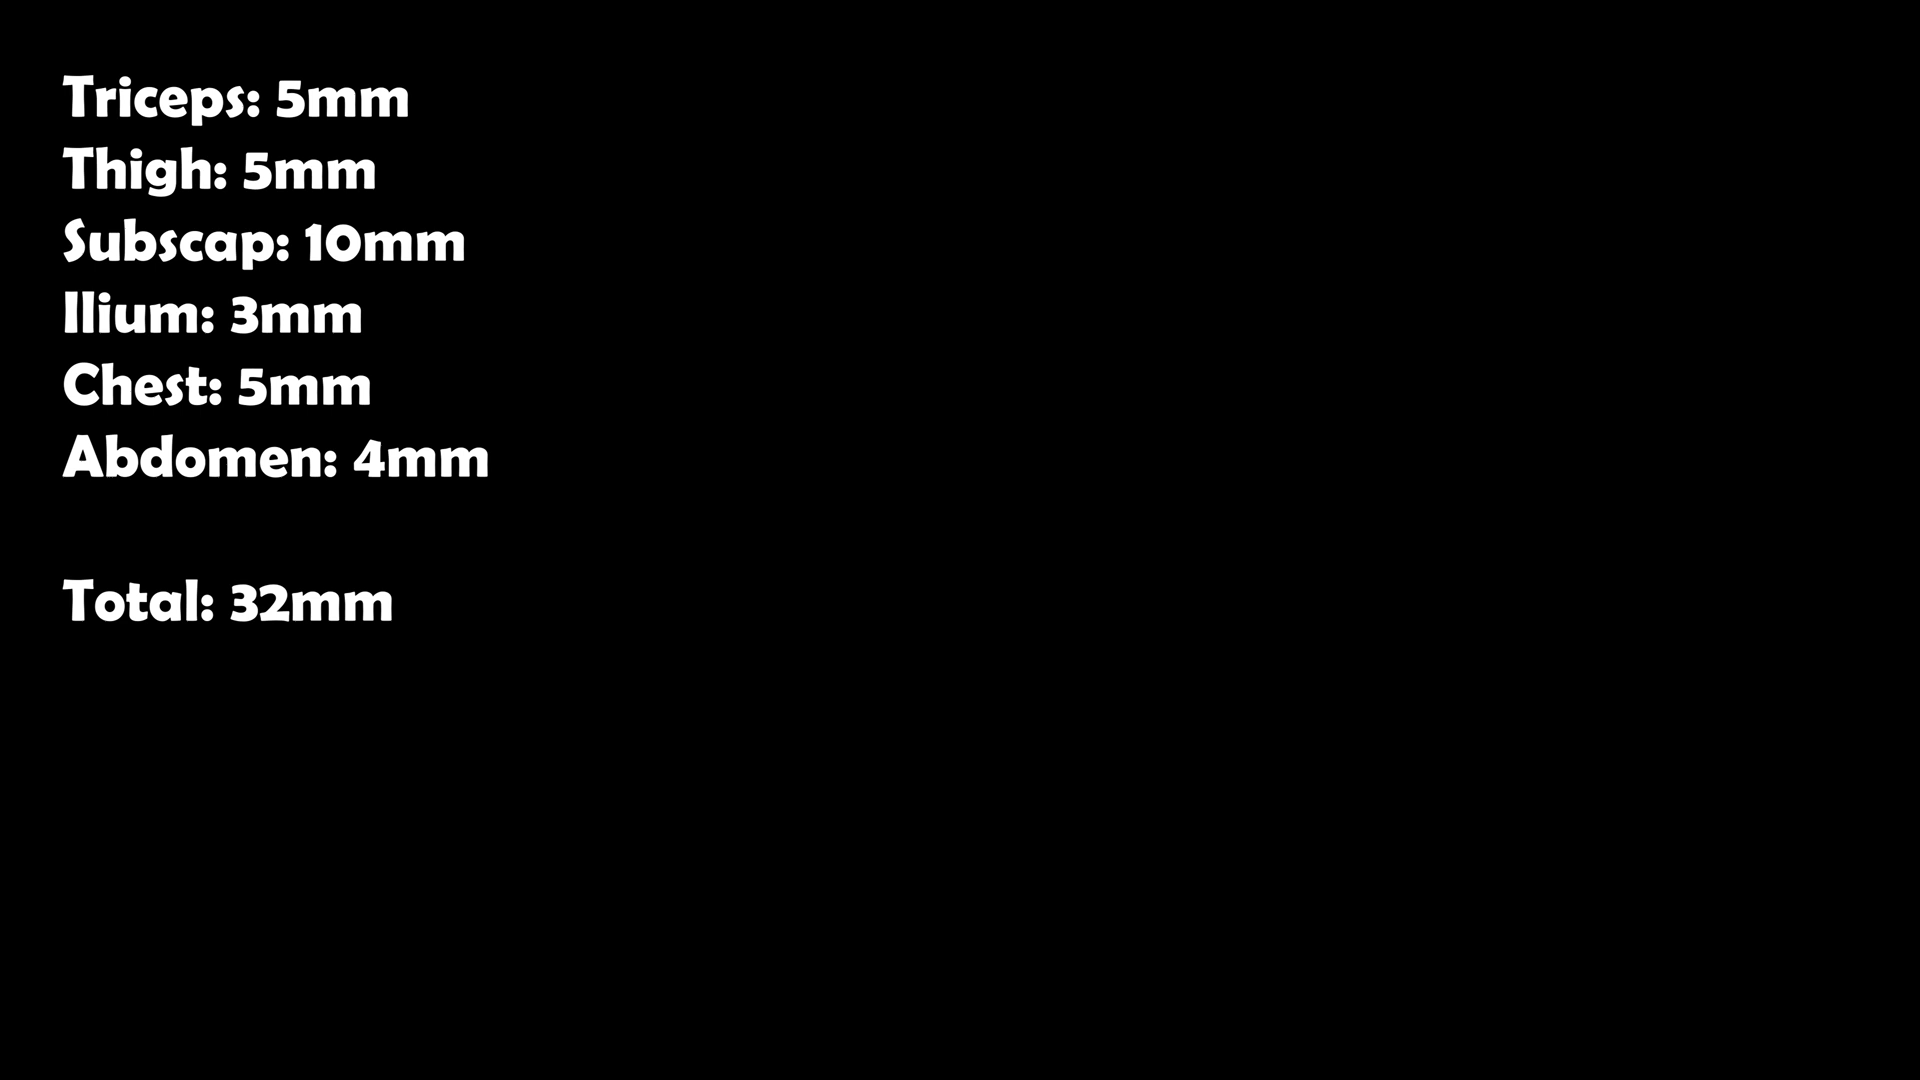 Triceps: 5mm
Thigh: 5mm
Subscap: 10mm
Ilium: 3mm
Chest: 5mm
Abdomen: 4mm
Total: 32mm